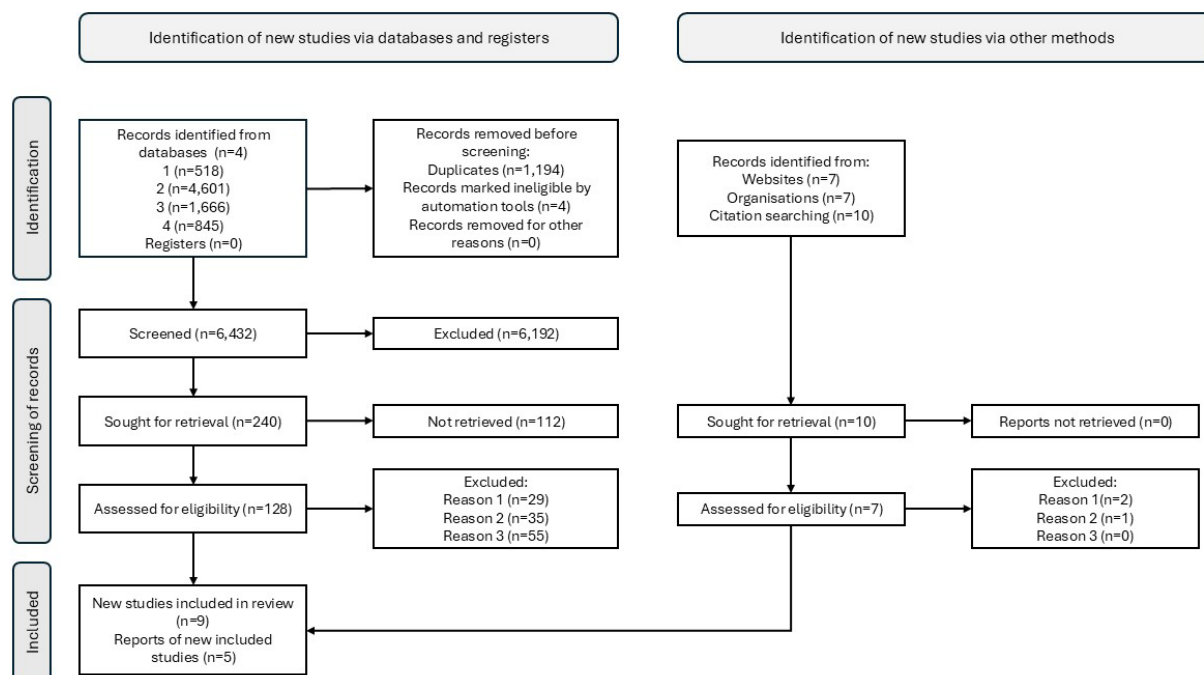 Identification of new studies via databases and registers
Identification of new studies via other methods
Identification
Records identified from
databases (n=4)
1 (n=518)
2 (n=4,601)
3 (n=1,666)
4 (n=845)
Registers (n=0)
Records removed before
screening:
Duplicates (n=1,194)
Records marked ineligible by
automation tools (n=4)
Records removed for other
reasons (n=0)
Records identified from:
Websites (n=7)
Organisations (n=7)
Citation searching (n=10)
Screening of records
Screened (n=6,432)
Excluded (n=6,192)
Sought for retrieval (n=240)
Not retrieved (n=112)
Sought for retrieval (n=10)
Reports not retrieved (n=0)
Assessed for eligibility (n=128)
Excluded:
Reason 1 (n=29)
Reason 2 (n=35)
Reason 3 (n=55)
Assessed for eligibility (n=7)
Excluded:
Reason 1(n=2)
Reason 2 (n=1)
Reason 3 (n=0)
Included
New studies included in review
(n=9)
Reports of new included
studies (n=5)